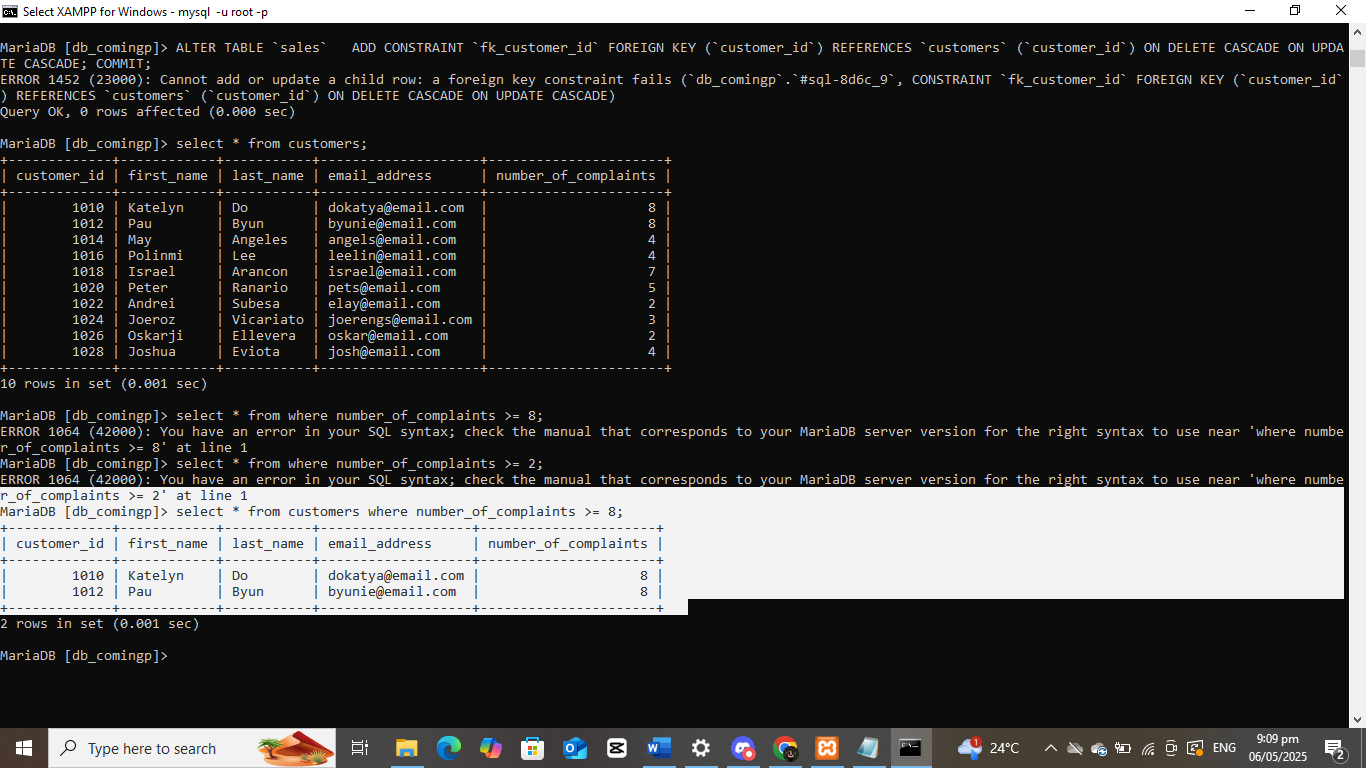 Select XAMPP for Windows - mysql  -u root -p
MariaDB [db_comingp]> ALTER TABLE `sales`   ADD CONSTRAINT `fk_customer_id` FOREIGN KEY (`customer_id`) REFERENCES `customers` (`customer_id`) ON DELETE CASCADE ON UPDA
TE CASCADE; COMMIT;
ERROR 1452 (23000): Cannot add or update a child row: a foreign key constraint fails (`db_comingp`.`#sql-8d6c_9`, CONSTRAINT `fk_customer_id` FOREIGN KEY (`customer_id`
) REFERENCES `customers` (`customer_id`) ON DELETE CASCADE ON UPDATE CASCADE)
Query OK, 0 rows affected (0.000 sec)
MariaDB [db_comingp]> select * from customers;
+-------------+------------+-----------+--------------------+----------------------+
| customer_id | first_name | last_name | email_address      | number_of_complaints |
+-------------+------------+-----------+--------------------+----------------------+
|        1010 | Katelyn    | Do        | dokatya@email.com  |                    8 |
|        1012 | Pau        | Byun      | byunie@email.com   |                    8 |
|        1014 | May        | Angeles   | angels@email.com   |                    4 |
|        1016 | Polinmi    | Lee       | leelin@email.com   |                    4 |
|        1018 | Israel     | Arancon   | israel@email.com   |                    7 |
|        1020 | Peter      | Ranario   | pets@email.com     |                    5 |
|        1022 | Andrei     | Subesa    | elay@email.com     |                    2 |
|        1024 | Joeroz     | Vicariato | joerengs@email.com |                    3 |
|        1026 | Oskarji    | Ellevera  | oskar@email.com    |                    2 |
|        1028 | Joshua     | Eviota    | josh@email.com     |                    4 |
+-------------+------------+-----------+--------------------+----------------------+
10 rows in set (0.001 sec)
MariaDB [db_comingp]> select * from where number_of_complaints >= 8;
ERROR 1064 (42000): You have an error in your SQL syntax; check the manual that corresponds to your MariaDB server version for the right syntax to use near 'where numbe
r_of_complaints >= 8' at line 1
MariaDB [db_comingp]> select * from where number_of_complaints >= 2;
ERROR 1064 (42000): You have an error in your SQL syntax; check the manual that corresponds to your MariaDB server version for the right syntax to use near 'where numbe
r_of_complaints >= 2' at line 1
MariaDB [db_comingp]> select * from customers where number_of_complaints >= 8;
+-------------+------------+-----------+-------------------+----------------------+
| customer_id | first_name | last_name | email_address     | number_of_complaints |
+-------------+------------+-----------+-------------------+----------------------+
|        1010 | Katelyn    | Do        | dokatya@email.com |                    8 |
|        1012 | Pau        | Byun      | byunie@email.com  |                    8 |
+-------------+------------+-----------+-------------------+----------------------+
2 rows in set (0.001 sec)
MariaDB [db_comingp]>
Type here to search
1
24°C
ENG
9:09 pm
06/05/2025
2